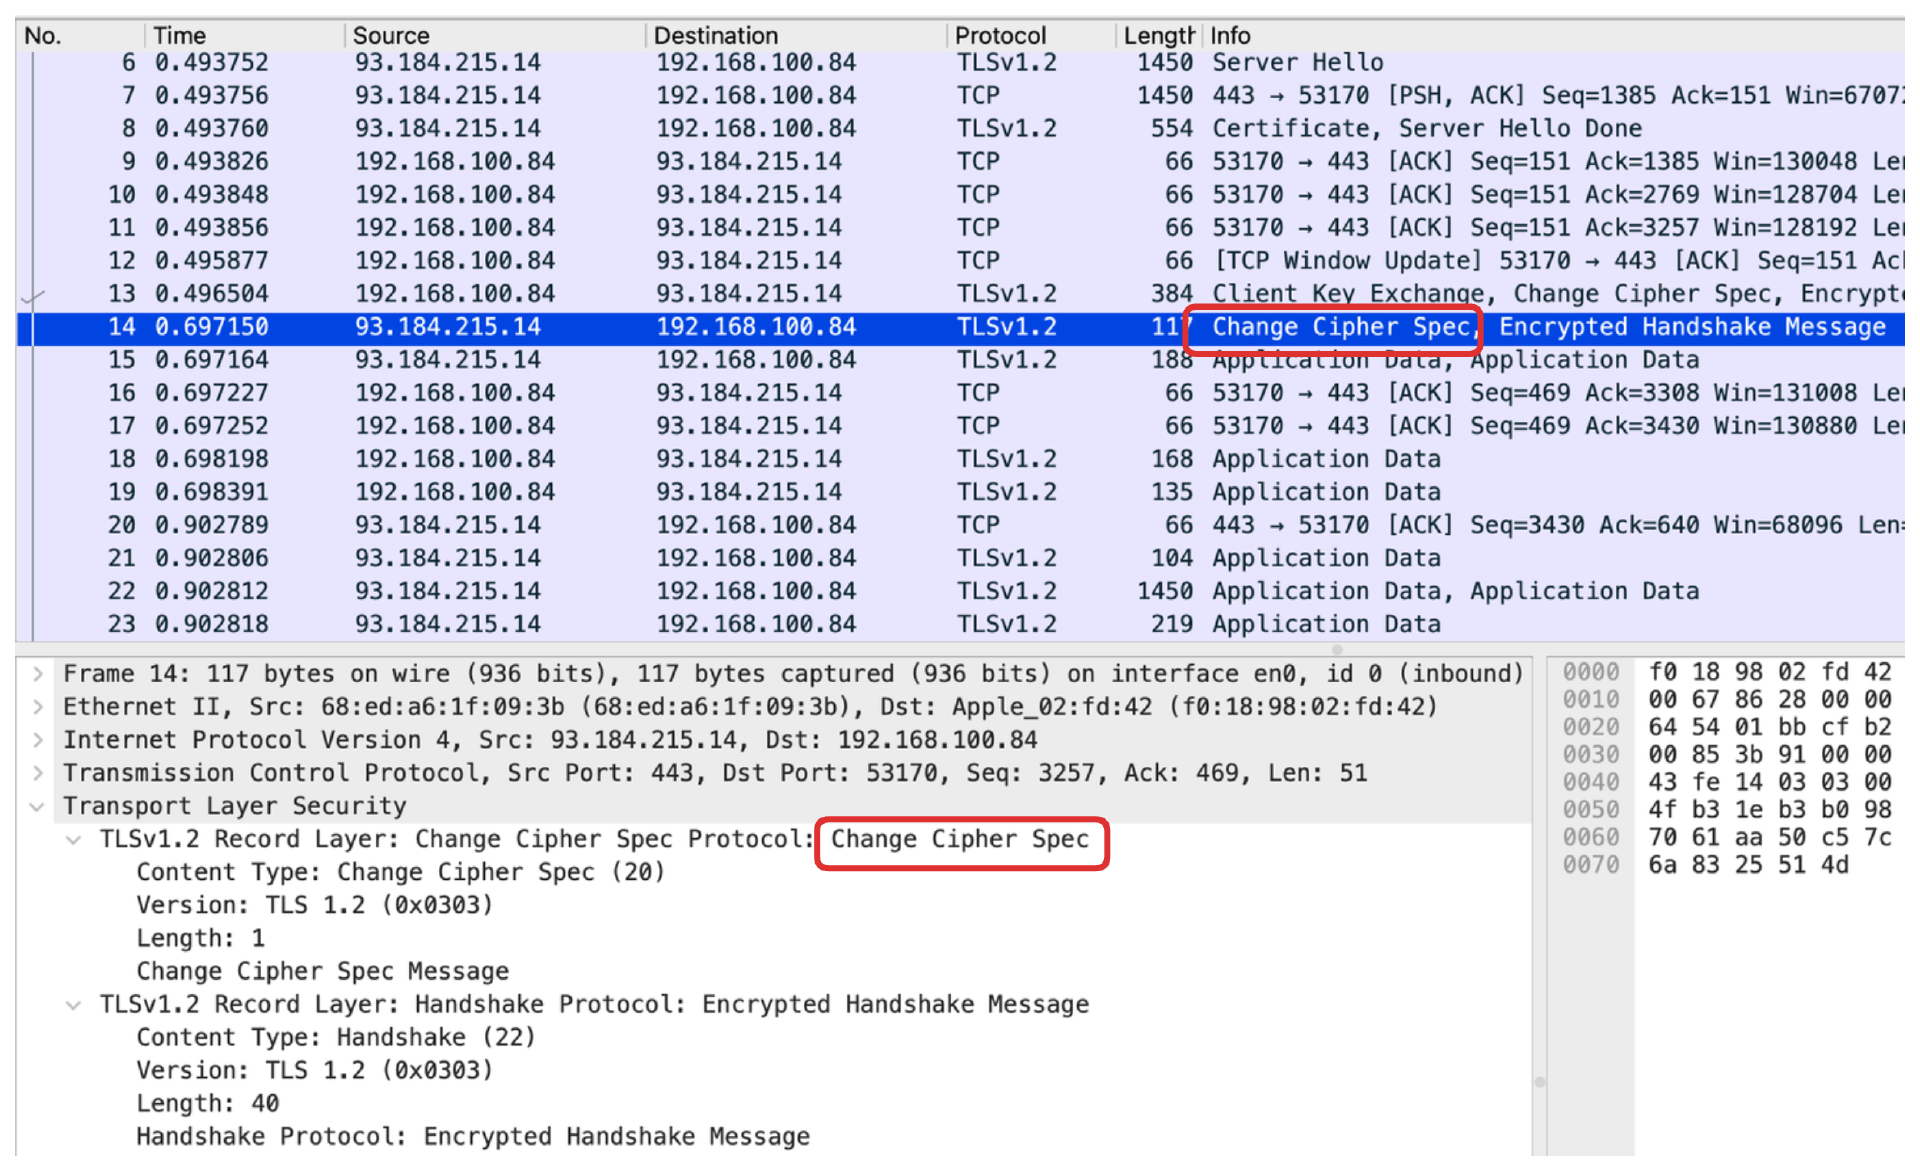 No. Time Source Destination Protocol Length Info
6 0.493752 93.184.215.14 192.168.100.84 TLSv1.2 1450 Server Hello
7 0.493756 93.184.215.14 192.168.100.84 TCP 1450 443 → 53170 [PSH, ACK] Seq=1385 Ack=151 Win=67072
8 0.493760 93.184.215.14 192.168.100.84 TLSv1.2 554 Certificate, Server Hello Done
9 0.493826 192.168.100.84 93.184.215.14 TCP 66 53170 → 443 [ACK] Seq=151 Ack=1385 Win=130048 Len
10 0.493848 192.168.100.84 93.184.215.14 TCP 66 53170 → 443 [ACK] Seq=151 Ack=2769 Win=128704 Len
11 0.493856 192.168.100.84 93.184.215.14 TCP 66 53170 → 443 [ACK] Seq=151 Ack=3257 Win=128192 Len
12 0.495877 192.168.100.84 93.184.215.14 TCP 66 [TCP Window Update] 53170 → 443 [ACK] Seq=151 Ack
13 0.496504 192.168.100.84 93.184.215.14 TLSv1.2 384 Client Key Exchange, Change Cipher Spec, Encrypte
14 0.697150 93.184.215.14 192.168.100.84 TLSv1.2 117 Change Cipher Spec, Encrypted Handshake Message
15 0.697164 93.184.215.14 192.168.100.84 TLSv1.2 188 Application Data, Application Data
16 0.697227 192.168.100.84 93.184.215.14 TCP 66 53170 → 443 [ACK] Seq=469 Ack=3308 Win=131008 Len
17 0.697252 192.168.100.84 93.184.215.14 TCP 66 53170 → 443 [ACK] Seq=469 Ack=3430 Win=130880 Len
18 0.698198 192.168.100.84 93.184.215.14 TLSv1.2 168 Application Data
19 0.698391 192.168.100.84 93.184.215.14 TLSv1.2 135 Application Data
20 0.902789 93.184.215.14 192.168.100.84 TCP 66 443 → 53170 [ACK] Seq=3430 Ack=640 Win=68096 Len=
21 0.902806 93.184.215.14 192.168.100.84 TLSv1.2 104 Application Data
22 0.902812 93.184.215.14 192.168.100.84 TLSv1.2 1450 Application Data, Application Data
23 0.902818 93.184.215.14 192.168.100.84 TLSv1.2 219 Application Data
Frame 14: 117 bytes on wire (936 bits), 117 bytes captured (936 bits) on interface en0, id 0 (inbound)
Ethernet II, Src: 68:ed:a6:1f:09:3b (68:ed:a6:1f:09:3b), Dst: Apple_02:fd:42 (f0:18:98:02:fd:42)
Internet Protocol Version 4, Src: 93.184.215.14, Dst: 192.168.100.84
Transmission Control Protocol, Src Port: 443, Dst Port: 53170, Seq: 3257, Ack: 469, Len: 51
Transport Layer Security
TLSv1.2 Record Layer: Change Cipher Spec Protocol: Change Cipher Spec
Content Type: Change Cipher Spec (20)
Version: TLS 1.2 (0x0303)
Length: 1
Change Cipher Spec Message
TLSv1.2 Record Layer: Handshake Protocol: Encrypted Handshake Message
Content Type: Handshake (22)
Version: TLS 1.2 (0x0303)
Length: 40
Handshake Protocol: Encrypted Handshake Message
0000 f0 18 98 02 fd 42
0010 00 67 86 28 00 00
0020 64 54 01 bb cf b2
0030 00 85 3b 91 00 00
0040 43 fe 14 03 03 00
0050 4f b3 1e b3 b0 98
0060 70 61 aa 50 c5 7c
0070 6a 83 25 51 4d